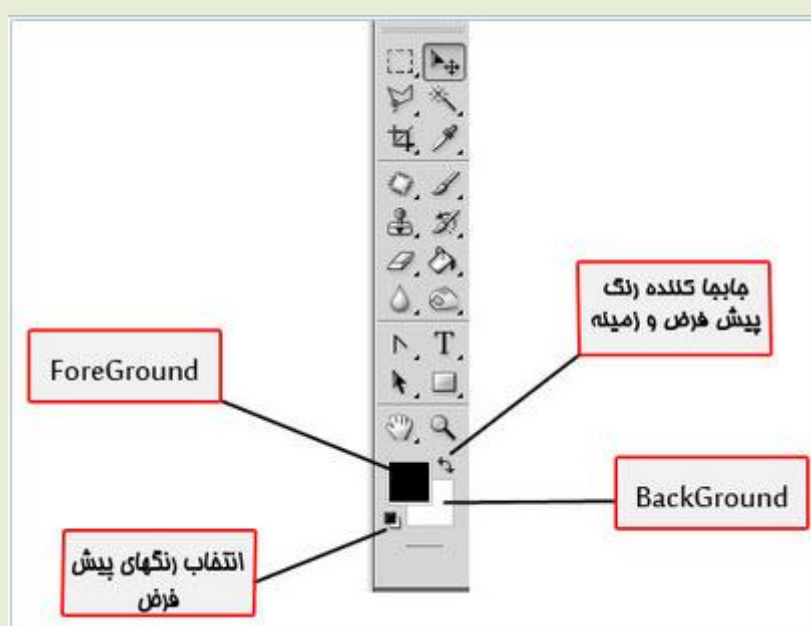 جابجا کننده رنگ
پیش فرض و زمینه
ForeGround
T
BackGround
انتخاب رنگهای پیش
فرض